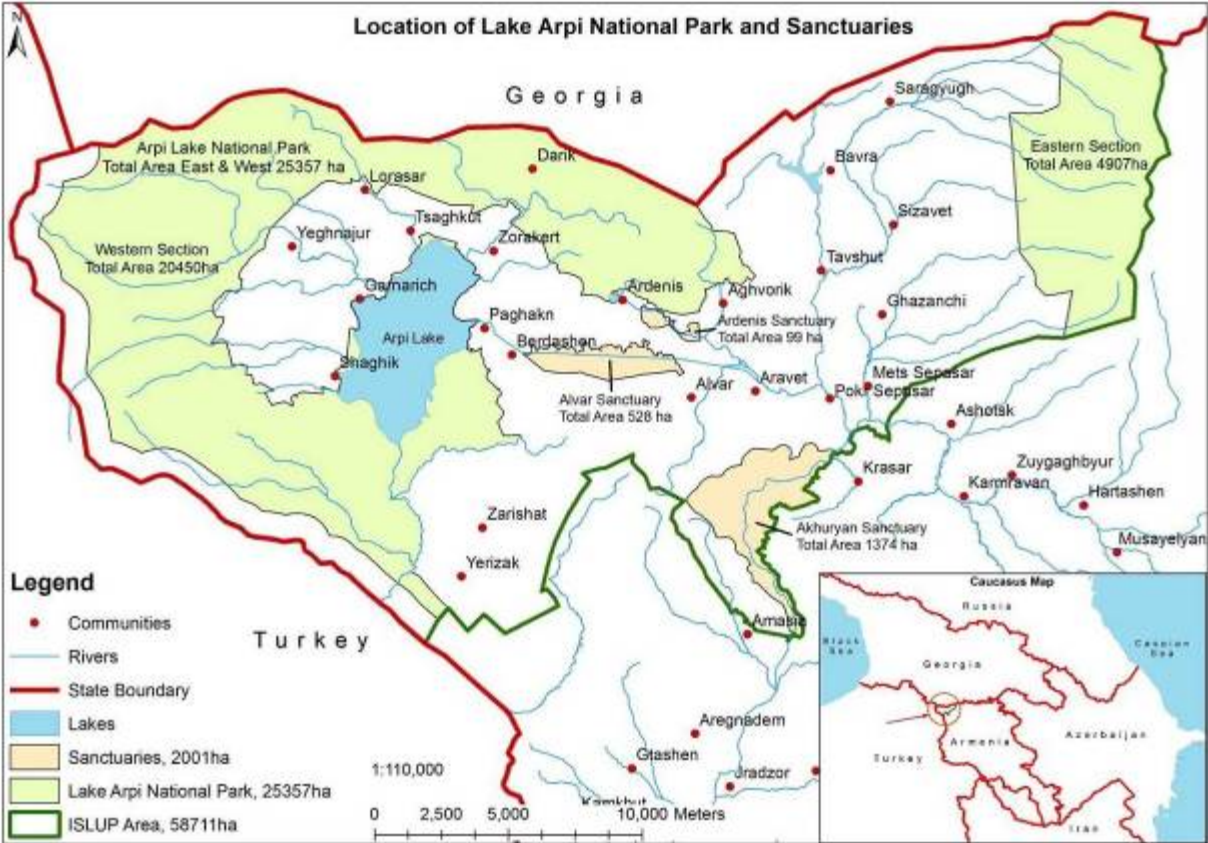 Location of Lake Arpi National Park and Sanctuaries
N
Georgia
Saragyugh
Arpi Lake National Park
Total Area East & West 25357 ha
Darik
Bavra
Eastern Section
Total Area 4907ha
Lorasar
Tsaghkut
Sizavet
Yeghnajur
Zorakert
Western Section
Total Area 20450ha
Tavshut
Garnarich
Ardenis
Aghvorik
Ghazanchi
Paghakn
Ardenis Sanctuary
Total Area 99 ha
Arpi Lake
Berdashen
Shaghik
Alvar
Aravet
Mets Sepasar
Poki Sepasar
Alvar Sanctuary
Total Area 528 ha
Ashotsk
Krasar
Zuygaghbyur
Karmravan
Hartashen
Zarishat
Akhuryan Sanctuary
Total Area 1374 ha
Musayelyan
Yerizak
Amasia
Turkey
Aregnadem
Gtashen
Jradzor
Kamkhut
Legend
Communities
Rivers
State Boundary
Lakes
Sanctuaries, 2001ha
Lake Arpi National Park, 25357ha
ISLUP Area, 58711ha
1:110,000
0 2,500 5,000 10,000 Meters
Caucasus Map
Russia
Black
Sea
Caspian
Sea
Georgia
Azerbaijan
Armenia
Turkey
Iran